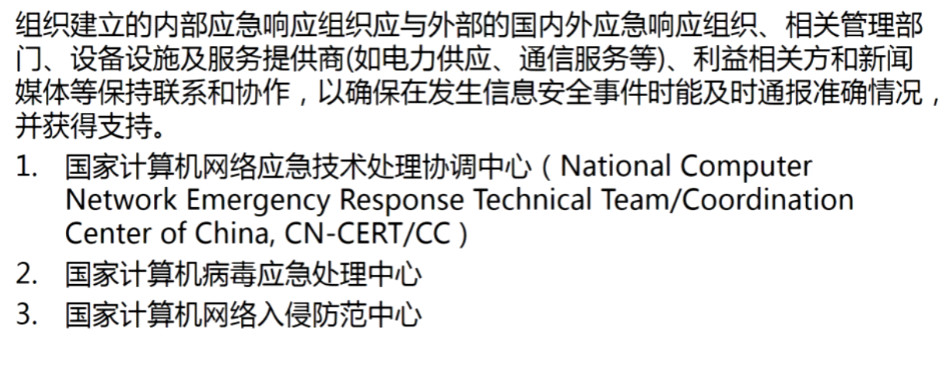 组织建立的内部应急响应组织应与外部的国内外应急响应组织、相关管理部
门、设备设施及服务提供商(如电力供应、通信服务等)、利益相关方和新闻
媒体等保持联系和协作，以确保在发生信息安全事件时能及时通报准确情况，
并获得支持。
1. 国家计算机网络应急技术处理协调中心（National Computer
Network Emergency Response Technical Team/Coordination
Center of China, CN-CERT/CC）
2. 国家计算机病毒应急处理中心
3. 国家计算机网络入侵防范中心